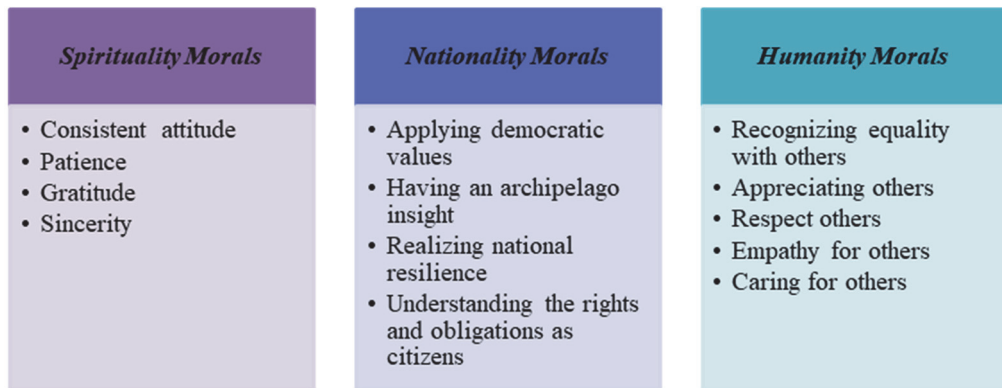 Spirituality Morals
• Consistent attitude
• Patience
• Gratitude
• Sincerity
Nationality Morals
• Applying democratic
values
• Having an archipelago
insight
• Realizing national
resilience
• Understanding the rights
and obligations as
citizens
Humanity Morals
• Recognizing equality
with others
• Appreciating others
• Respect others
• Empathy for others
• Caring for others